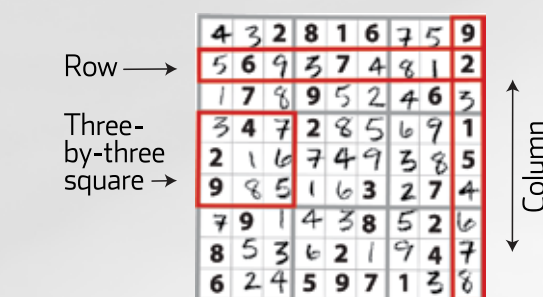 4 3 2 8 1 6 7 5 9
Row
5 6 9 3 7 4 8 1 2
1 7 8 9 5 2 4 6 3
Three-
by-three
square
3 4 7 2 8 5 6 9 1
2 1 6 7 4 9 3 8 5
9 8 5 1 6 3 2 7 4
Column
7 9 1 4 3 8 5 2 6
8 5 3 6 2 1 9 4 7
6 2 4 5 9 7 1 3 8